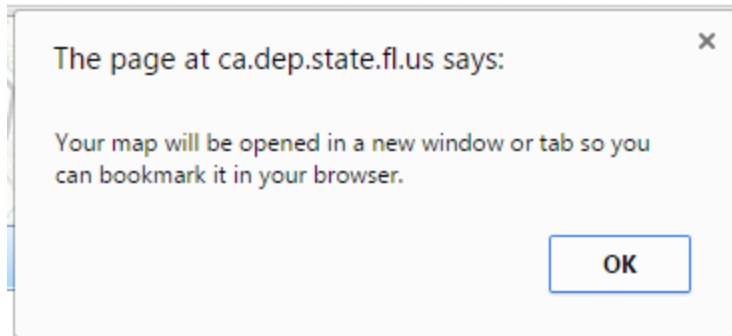 The page at ca.dep.state.fl.us says:
Your map will be opened in a new window or tab so you
can bookmark it in your browser.
OK